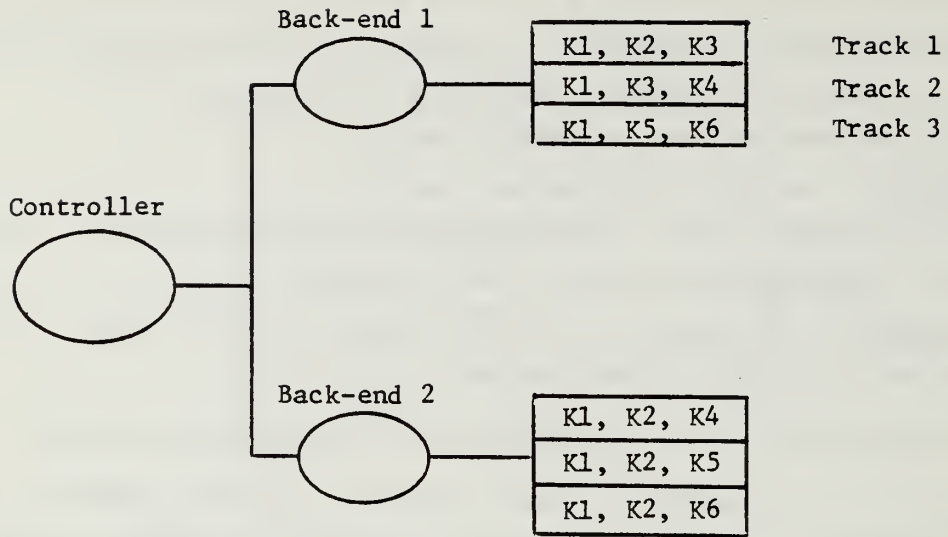 Back-end 1
K1, K2, K3 Track 1
K1, K3, K4 Track 2
K1, K5, K6 Track 3
Controller
Back-end 2
K1, K2, K4
K1, K2, K5
K1, K2, K6